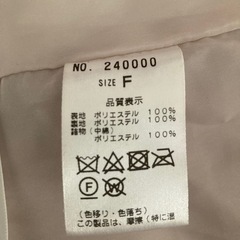 NO. 240000
SIZE F
品質表示
表地 ポリエステル 100%
裏地 ポリエステル 100%
詰物(中綿)
ポリエステル 100%
F W
(色移り・色落ち)
この製品は、摩擦(特に湿